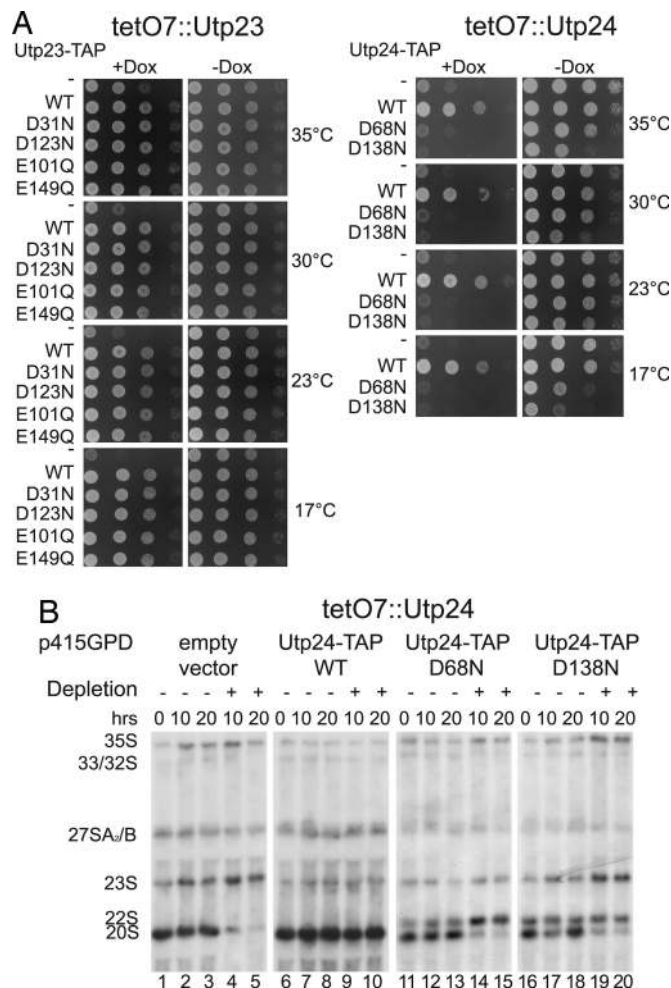 A
tetO7::Utp23
Utp23-TAP
+Dox -Dox
-
WT
D31N
D123N
E101Q
E149Q
35°C
-
WT
D31N
D123N
E101Q
E149Q
30°C
-
WT
D31N
D123N
E101Q
E149Q
23°C
-
WT
D31N
D123N
E101Q
E149Q
17°C
tetO7::Utp24
Utp24-TAP
+Dox -Dox
-
WT
D68N
D138N
35°C
-
WT
D68N
D138N
30°C
-
WT
D68N
D138N
23°C
-
WT
D68N
D138N
17°C
B
tetO7::Utp24
p415GPD empty vector Utp24-TAP WT Utp24-TAP D68N Utp24-TAP D138N
Depletion - - - + + - - - + + - - - + + - - - + +
hrs 0 10 20 10 20 0 10 20 10 20 0 10 20 10 20 0 10 20 10 20
35S
33/32S
27SA₂/B
23S
22S
20S
1 2 3 4 5 6 7 8 9 10 11 12 13 14 15 16 17 18 19 20